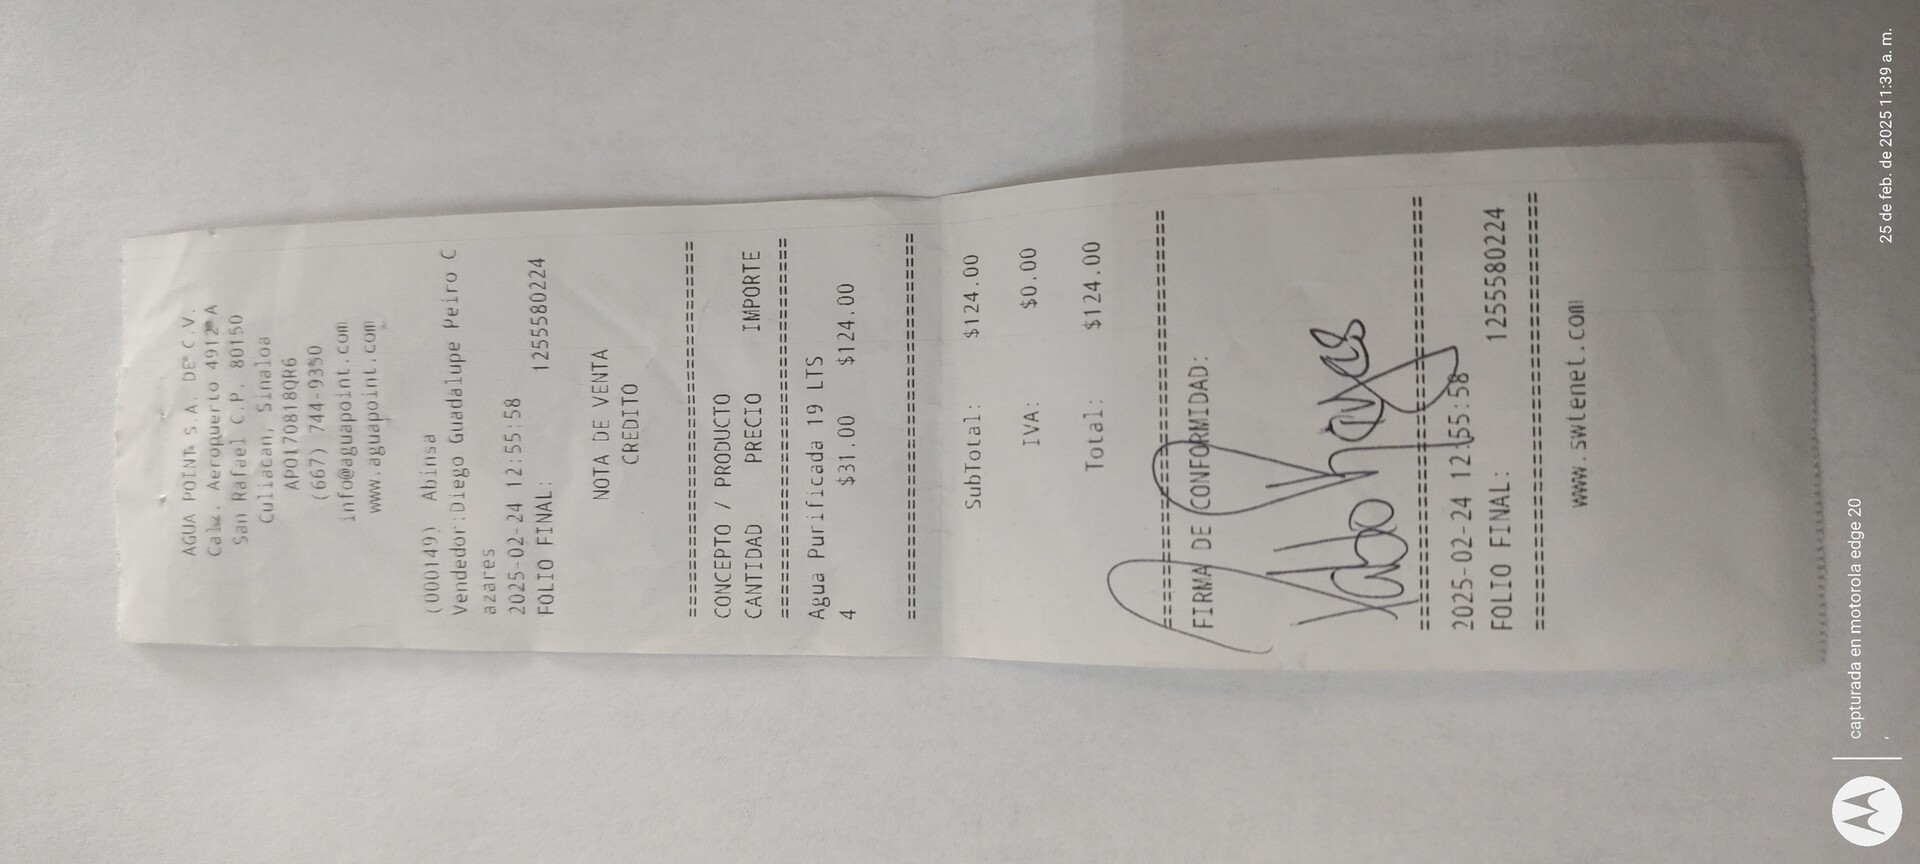 AGUA POINT S.A. DE C.V.
Calz. Aeropuerto 4912 A
San Rafael C.P. 80150
Culiacan, Sinaloa
APO170818QR6
(667) 744-9350
info@aguapoint.com
www.aguapoint.com
(000149) Abinsa
Vendedor:Diego Guadalupe Peiro C
azares
2025-02-24 12:55:58
FOLIO FINAL: 1255580224
NOTA DE VENTA
CREDITO
================================
CONCEPTO / PRODUCTO
CANTIDAD PRECIO IMPORTE
================================
Agua Purificada 19 LTS
4 $31.00 $124.00
================================
SubTotal: $124.00
IVA: $0.00
Total: $124.00
================================
FIRMA DE CONFORMIDAD:
================================
2025-02-24 12:55:58
FOLIO FINAL: 1255580224
================================
www.swtenet.com
capturada en motorola edge 20
25 de feb. de 2025 11:39 a. m.